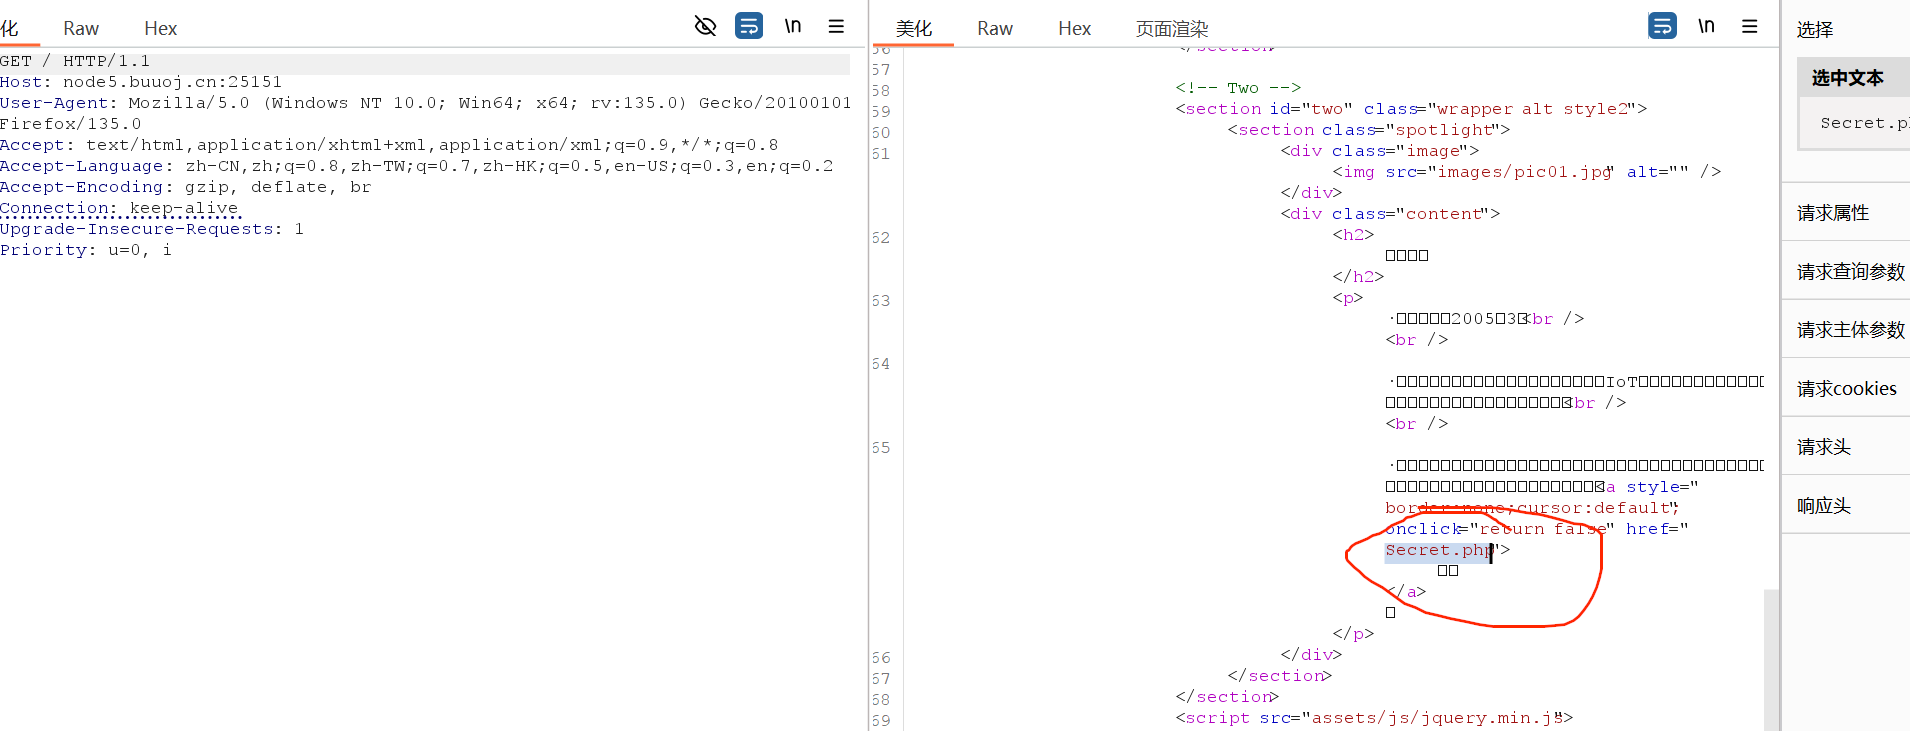 化 Raw Hex \n
GET / HTTP/1.1
Host: node5.buuoj.cn:25151
User-Agent: Mozilla/5.0 (Windows NT 10.0; Win64; x64; rv:135.0) Gecko/20100101
Firefox/135.0
Accept: text/html,application/xhtml+xml,application/xml;q=0.9,*/*;q=0.8
Accept-Language: zh-CN,zh;q=0.8,zh-TW;q=0.7,zh-HK;q=0.5,en-US;q=0.3,en;q=0.2
Accept-Encoding: gzip, deflate, br
Connection: keep-alive
Upgrade-Insecure-Requests: 1
Priority: u=0, i
美化 Raw Hex 页面渲染 \n
56 </section>
57
58 <!-- Two -->
59 <section id="two" class="wrapper alt style2">
60 <section class="spotlight">
61 <div class="image">
<img src="images/pic01.jpg" alt="" />
</div>
<div class="content">
62 <h2>
□□□□
</h2>
63 <p>
·□□□□□2005□3□<br />
<br />
64
·□□□□□□□□□□□□□□□□□□□IoT□□□□□□□□□□□□
□□□□□□□□□□□□□□□□□<br />
<br />
65
·□□□□□□□□□□□□□□□□□□□□□□□□□□□□□□□□□□
□□□□□□□□□□□□□□□□□□□□<a style="
border:none;cursor:default;"
onclick="return false" href="
Secret.php">
□□
</a>
□
</p>
66 </div>
67 </section>
68 </section>
69 <script src="assets/js/jquery.min.js">
选择
选中文本
Secret.p
请求属性
请求查询参数
请求主体参数
请求cookies
请求头
响应头